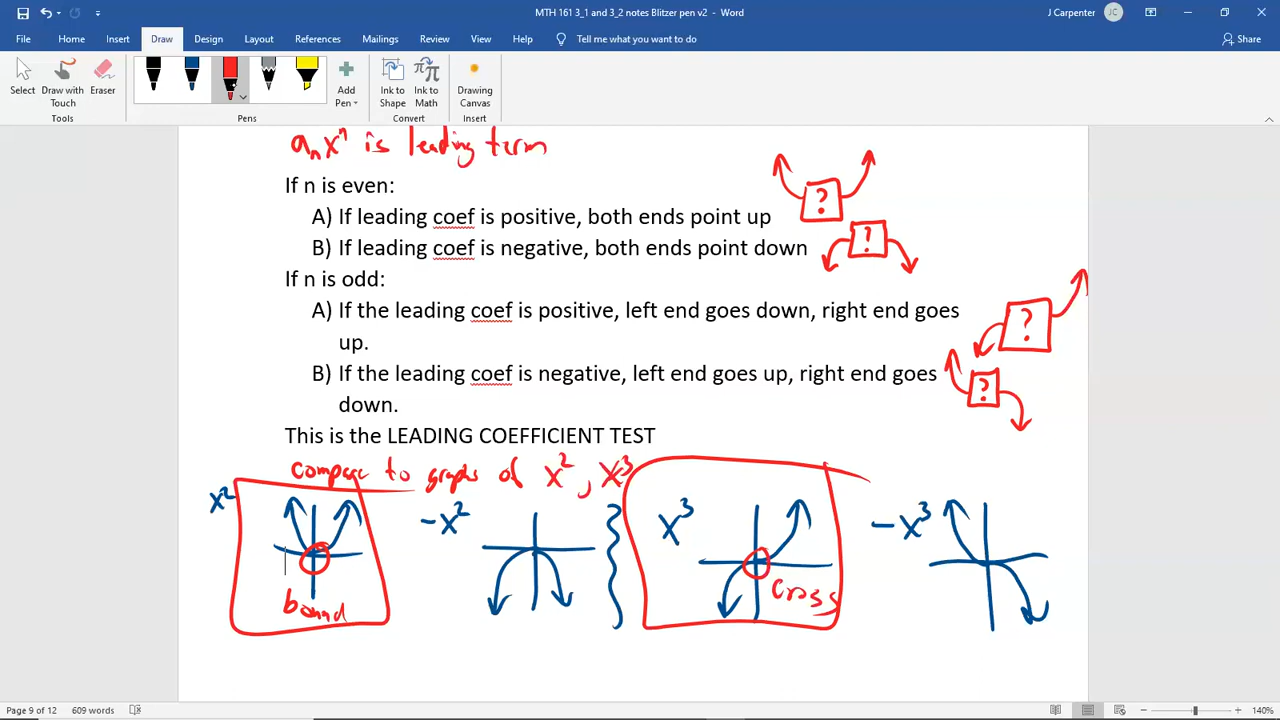 MTH 161 3_1 and 3_2 notes Blitzer pen v2 - Word
J Carpenter
JC
File Home Insert Draw Design Layout References Mailings Review View Help Tell me what you want to do
Share
Select
Draw with Touch
Eraser
Add Pen
Ink to Shape
Ink to Math
Drawing Canvas
Tools
Pens
Convert
Insert
aₙxⁿ is leading term
If n is even:
A) If leading coef is positive, both ends point up
?
B) If leading coef is negative, both ends point down
?
If n is odd:
A) If the leading coef is positive, left end goes down, right end goes
up.
?
B) If the leading coef is negative, left end goes up, right end goes
down.
?
This is the LEADING COEFFICIENT TEST
compare to graphs of x², x³
x²
-x²
x³
-x³
cross
Page 9 of 12
609 words
140%